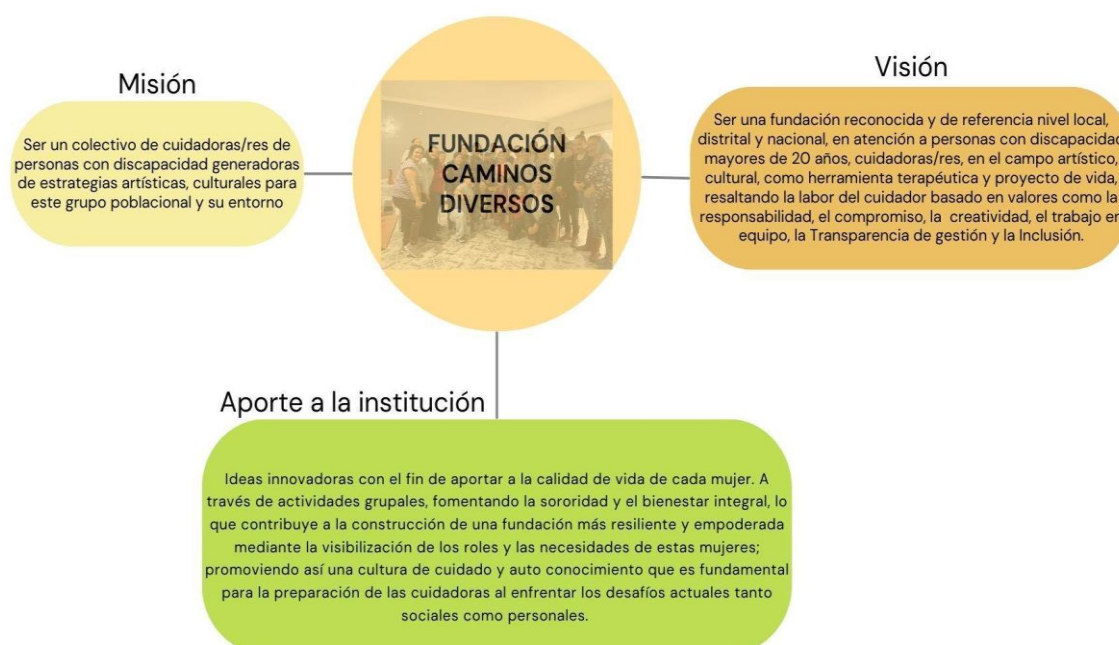 Misión
Ser un colectivo de cuidadoras/res de
personas con discapacidad generadoras
de estrategias artísticas, culturales para
este grupo poblacional y su entorno
FUNDACIÓN
CAMINOS
DIVERSOS
Visión
Ser una fundación reconocida y de referencia nivel local,
distrital y nacional, en atención a personas con discapacidad
mayores de 20 años, cuidadoras/res, en el campo artístico,
cultural, como herramienta terapéutica y proyecto de vida,
resaltando la labor del cuidador basado en valores como la
responsabilidad, el compromiso, la creatividad, el trabajo en
equipo, la Transparencia de gestión y la Inclusión.
Aporte a la institución
Ideas innovadoras con el fin de aportar a la calidad de vida de cada mujer. A
través de actividades grupales, fomentando la sororidad y el bienestar integral, lo
que contribuye a la construcción de una fundación más resiliente y empoderada
mediante la visibilización de los roles y las necesidades de estas mujeres;
promoviendo así una cultura de cuidado y auto conocimiento que es fundamental
para la preparación de las cuidadoras al enfrentar los desafíos actuales tanto
sociales como personales.